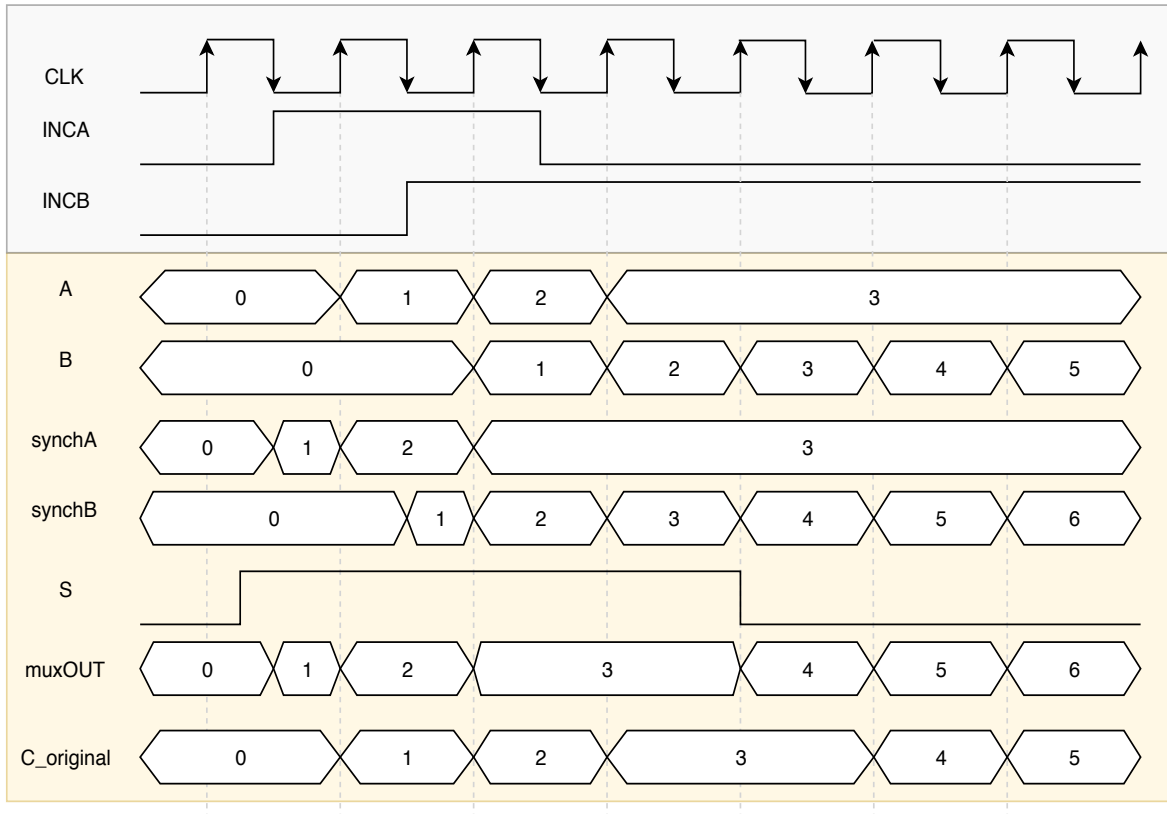 CLK
INCA
INCB
A 0 1 2 3
B 0 1 2 3 4 5
synchA 0 1 2 3
synchB 0 1 2 3 4 5 6
S
muxOUT 0 1 2 3 4 5 6
C_original 0 1 2 3 4 5